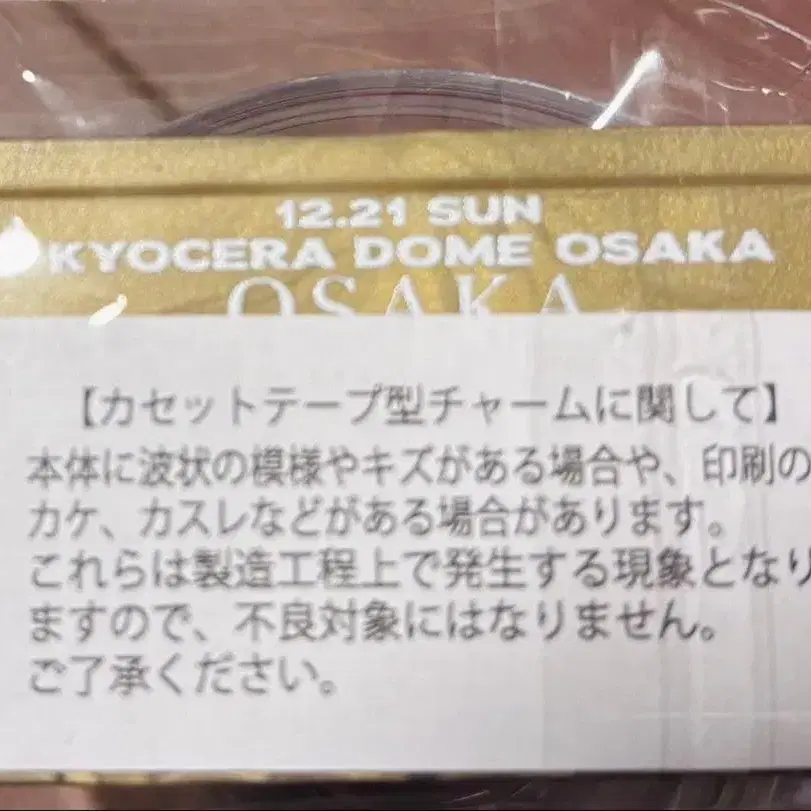 12.21 SUN
KYOCERA DOME OSAKA
OSAKA
【カセットテープ型チャームに関して】
本体に波状の模様やキズがある場合や、印刷の
カケ、カスレなどがある場合があります。
これらは製造工程上で発生する現象となり
ますので、不良対象にはなりません。
ご了承ください。